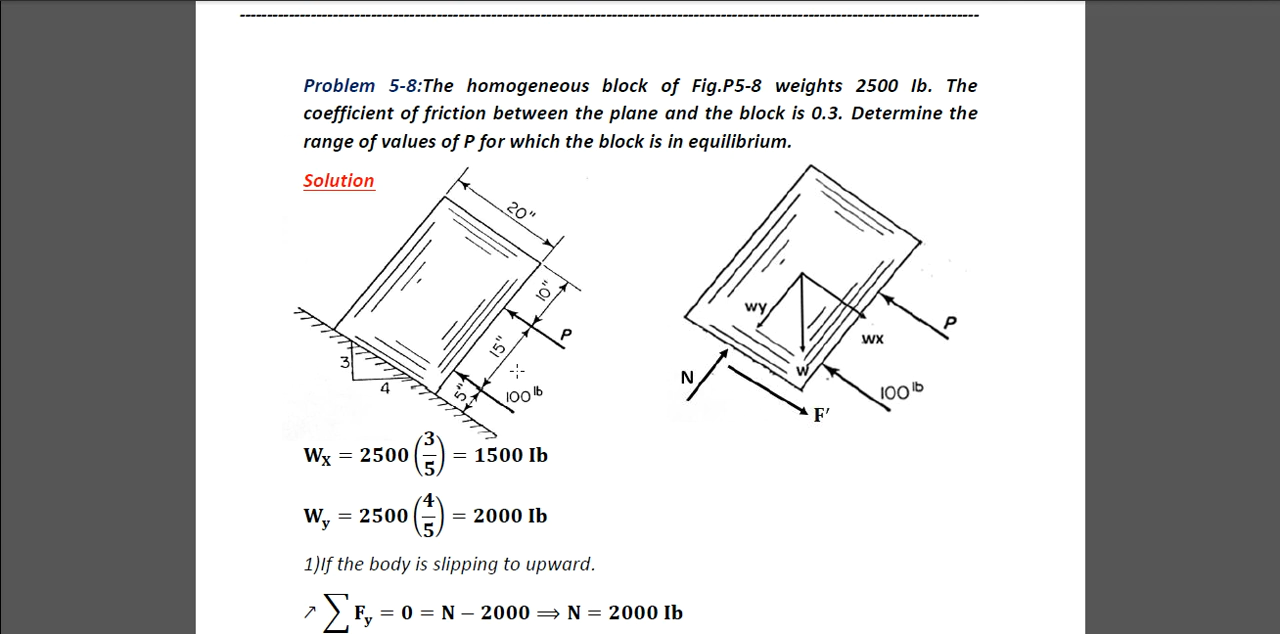 Problem 5-8:The homogeneous block of Fig.P5-8 weights 2500 Ib. The
coefficient of friction between the plane and the block is 0.3. Determine the
range of values of P for which the block is in equilibrium.
Solution
20"
10"
P
15"
3
4
5"
100 lb
wy
wx
P
W
N
100 lb
F′
Wx = 2500 (3/5) = 1500 Ib
Wy = 2500 (4/5) = 2000 Ib
1)If the body is slipping to upward.
↗ ∑ Fy = 0 = N − 2000 ⟹ N = 2000 Ib